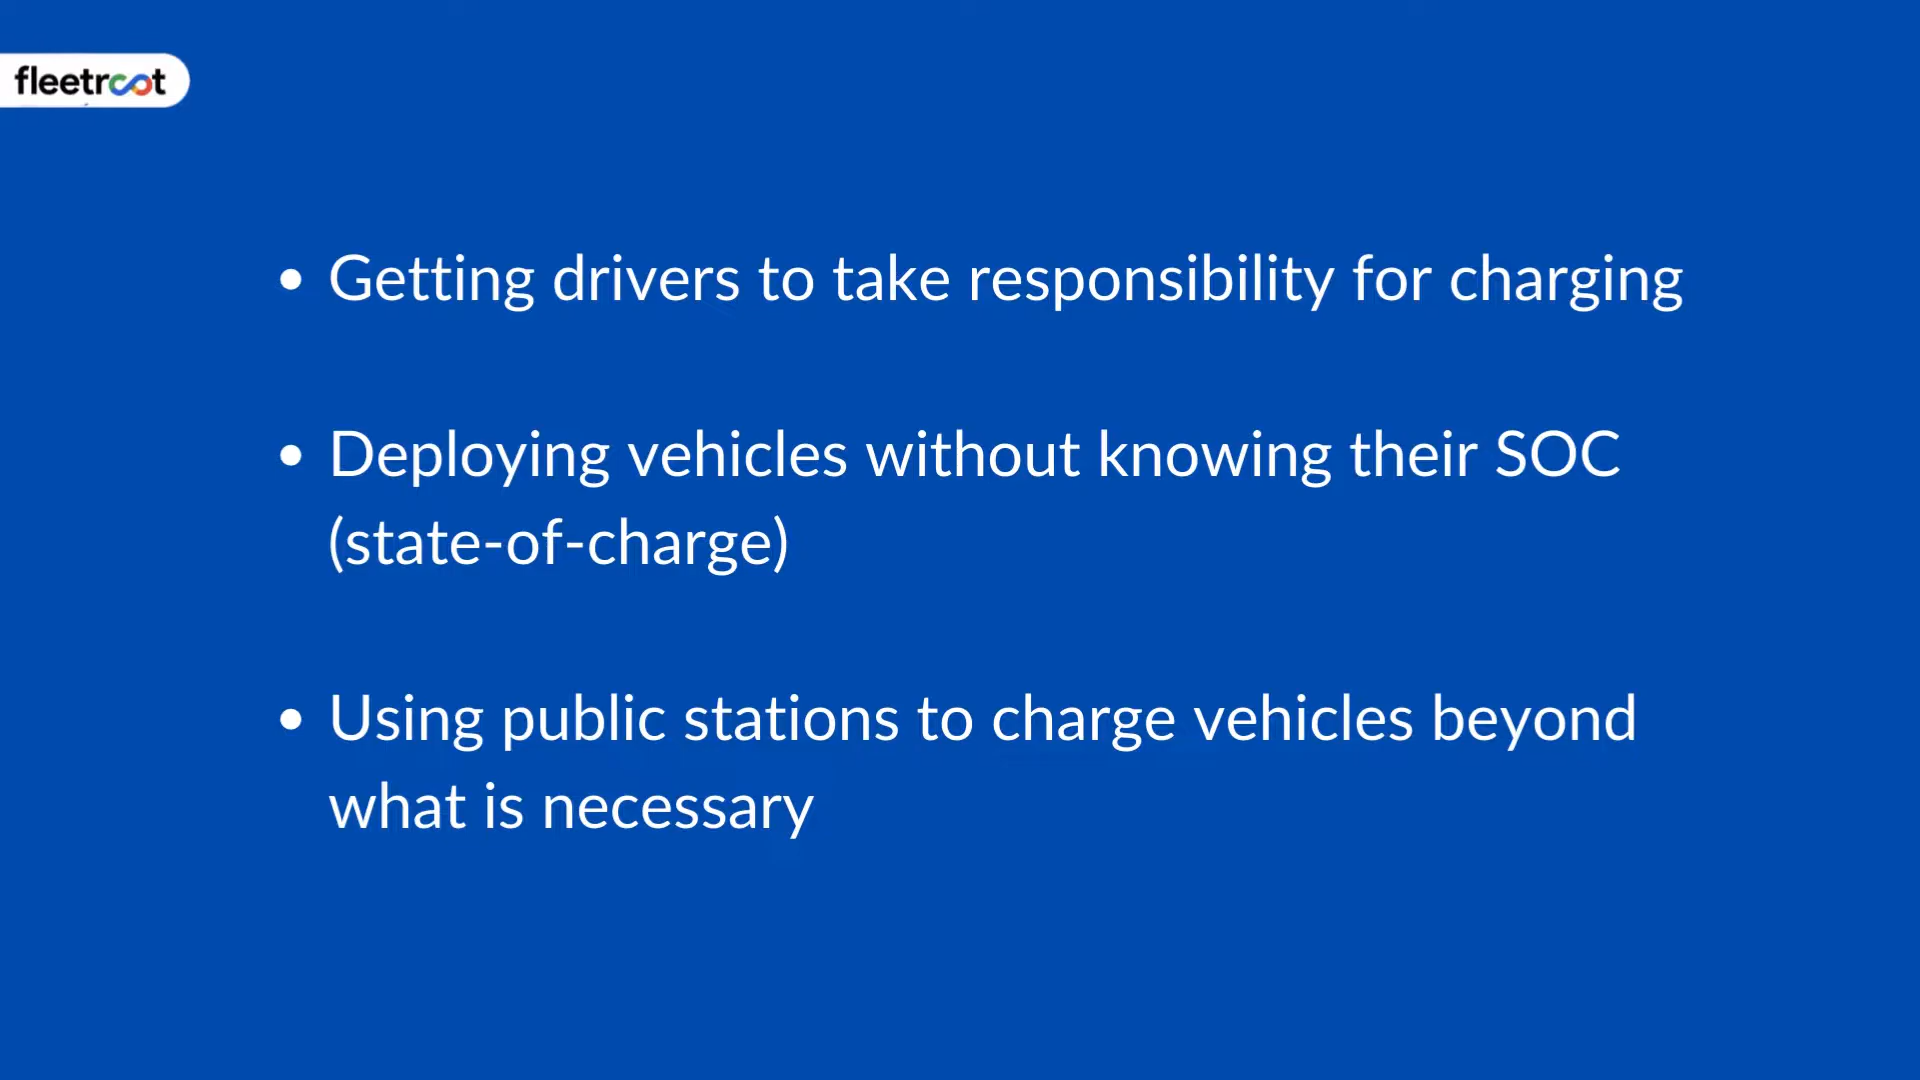 fleetroot
• Getting drivers to take responsibility for charging
• Deploying vehicles without knowing their SOC
(state-of-charge)
• Using public stations to charge vehicles beyond
what is necessary